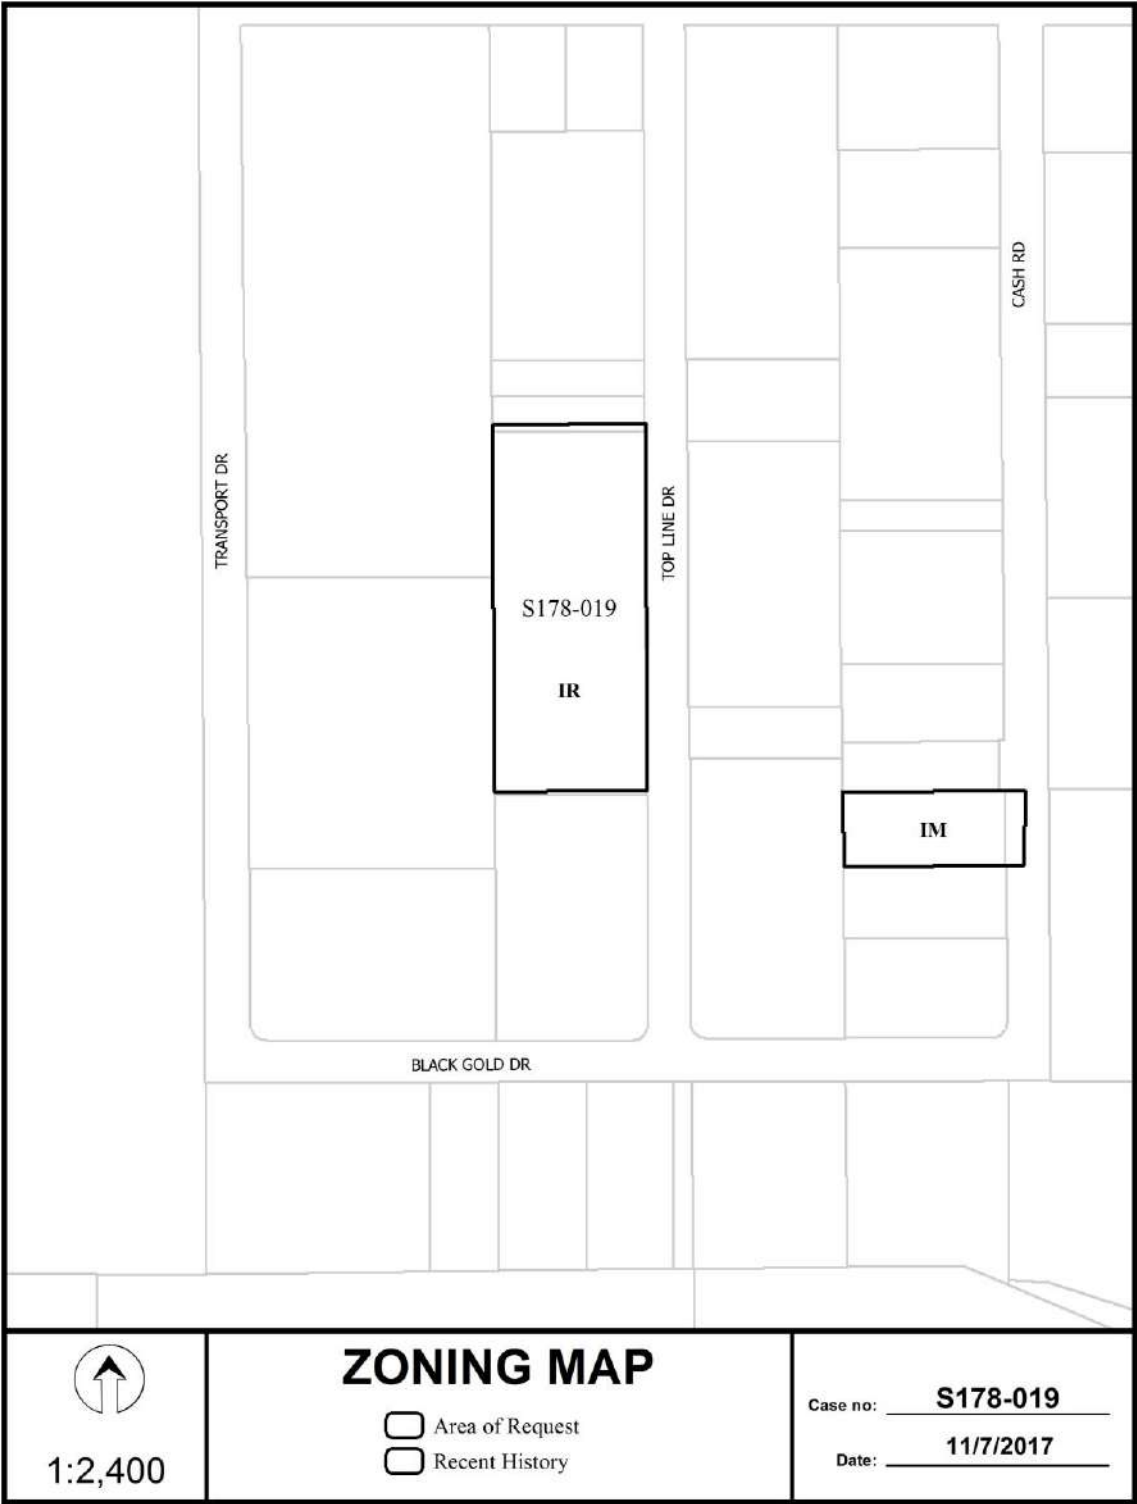 CASH RD
TRANSPORT DR
TOP LINE DR
S178-019
IR
IM
BLACK GOLD DR
1:2,400
ZONING MAP
Area of Request
Recent History
Case no: S178-019
Date: 11/7/2017